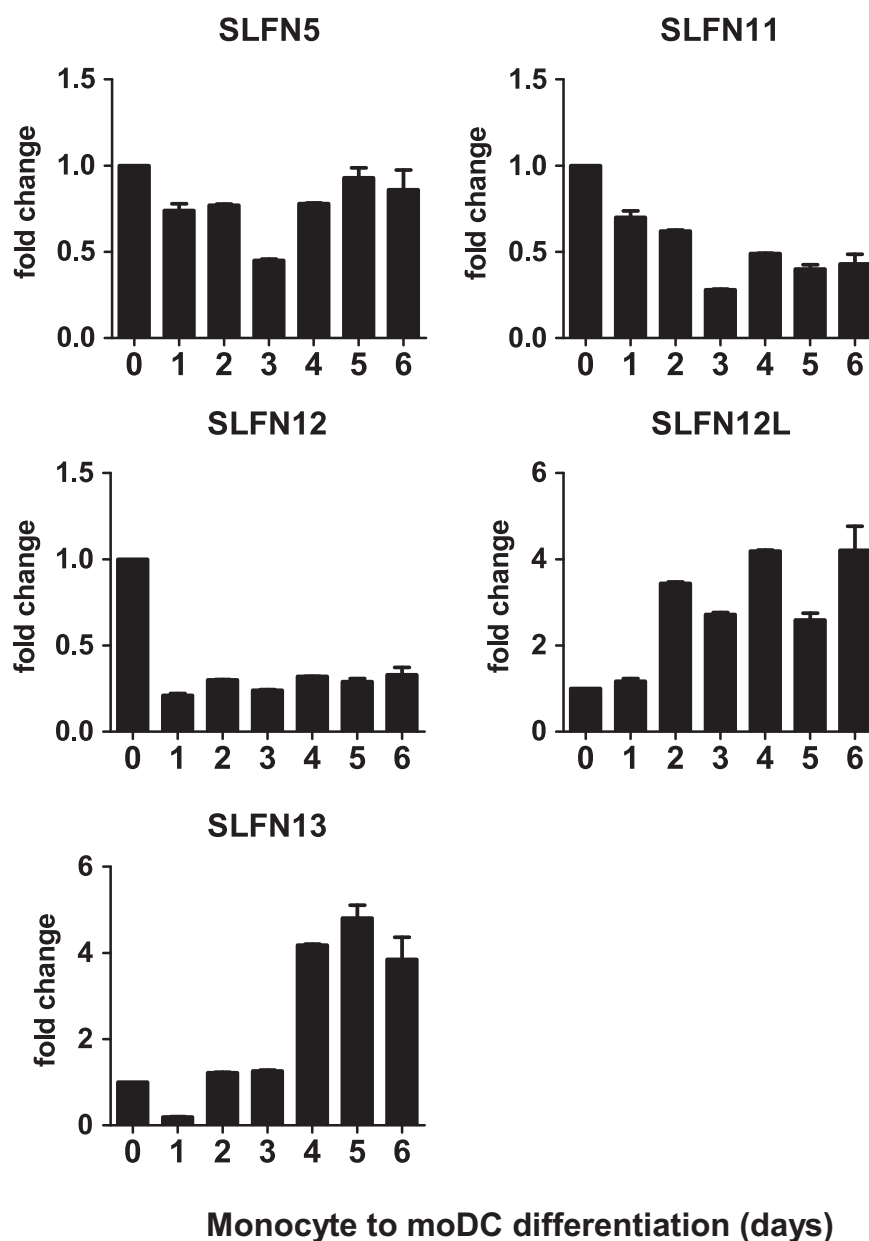 SLFN5
SLFN11
fold change
1.5
1.0
0.5
0.0
0 1 2 3 4 5 6
fold change
1.5
1.0
0.5
0.0
0 1 2 3 4 5 6
SLFN12
SLFN12L
fold change
1.5
1.0
0.5
0.0
0 1 2 3 4 5 6
fold change
6
4
2
0
0 1 2 3 4 5 6
SLFN13
fold change
6
4
2
0
0 1 2 3 4 5 6
Monocyte to moDC differentiation (days)